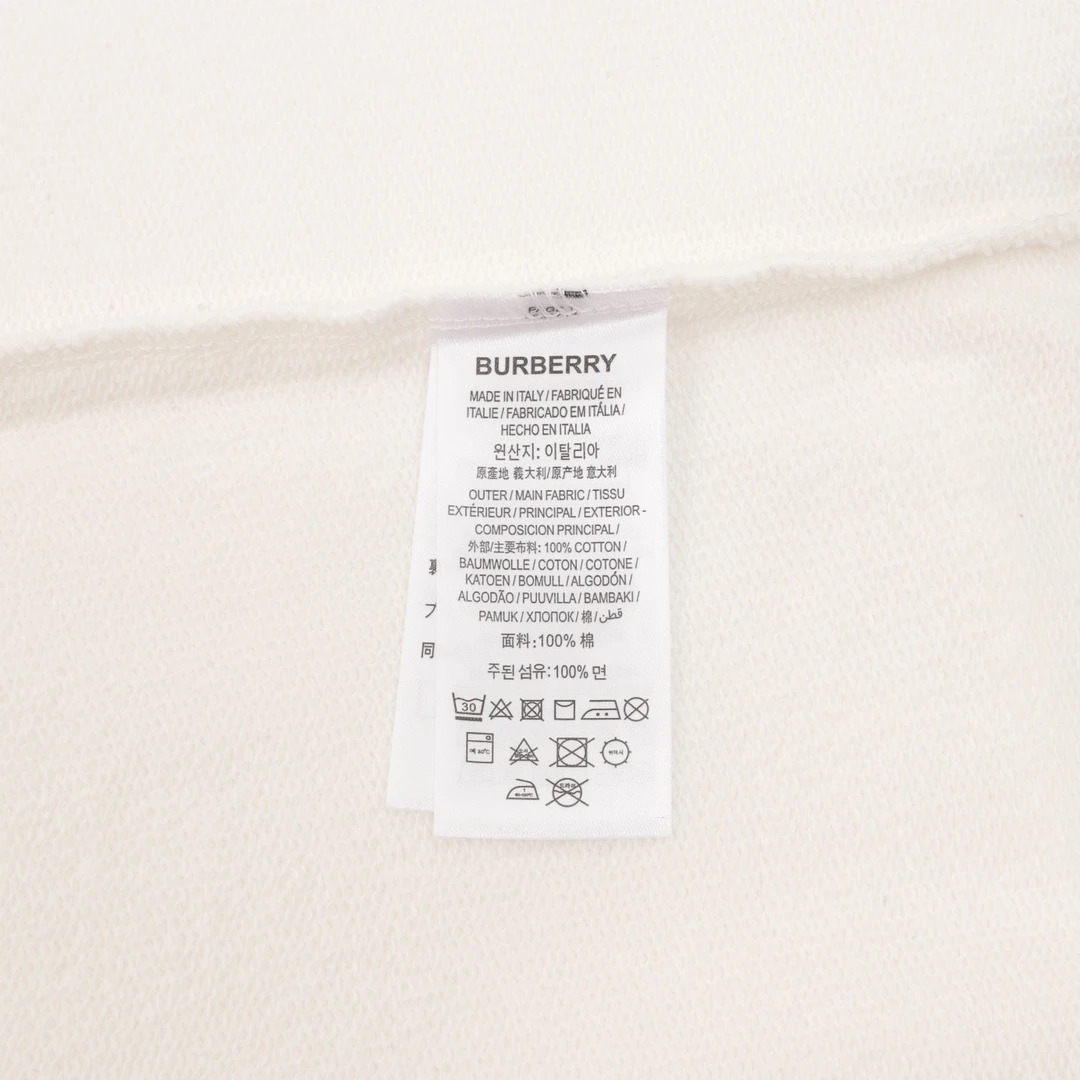 BURBERRY
MADE IN ITALY / FABRIQUÉ EN
ITALIE / FABRICADO EM ITÁLIA /
HECHO EN ITALIA
원산지: 이탈리아
原產地 義大利/原产地 意大利
OUTER / MAIN FABRIC / TISSU
EXTÉRIEUR / PRINCIPAL / EXTERIOR -
COMPOSICION PRINCIPAL /
外部/主要布料: 100% COTTON /
BAUMWOLLE / COTON / COTONE /
KATOEN / BOMULL / ALGODÓN /
ALGODÃO / PUUVILLA / BAMBAKI /
PAMUK / ХЛОПОК / 棉 / قطن
面料:100% 棉
주된 섬유:100% 면
30
同